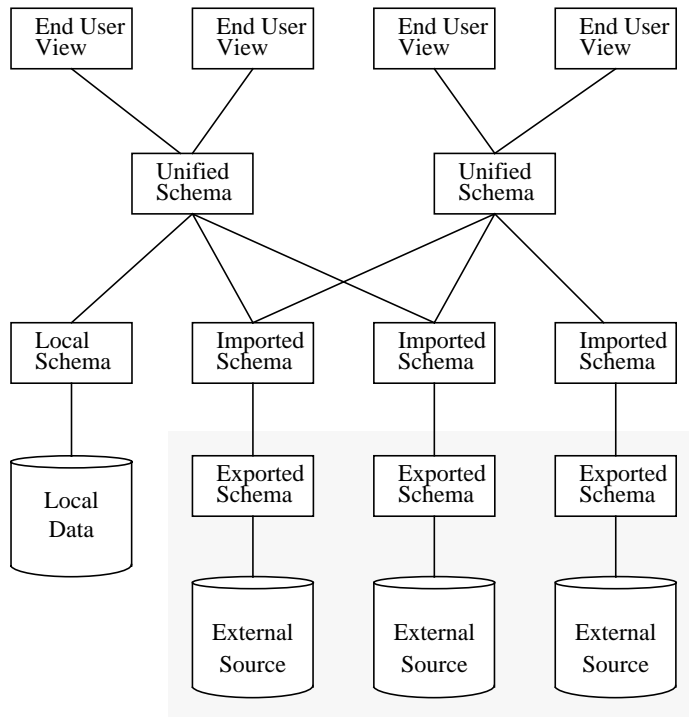 End User
View
End User
View
End User
View
End User
View
Unified
Schema
Unified
Schema
Local
Schema
Imported
Schema
Imported
Schema
Imported
Schema
Local
Data
Exported
Schema
Exported
Schema
Exported
Schema
External
Source
External
Source
External
Source